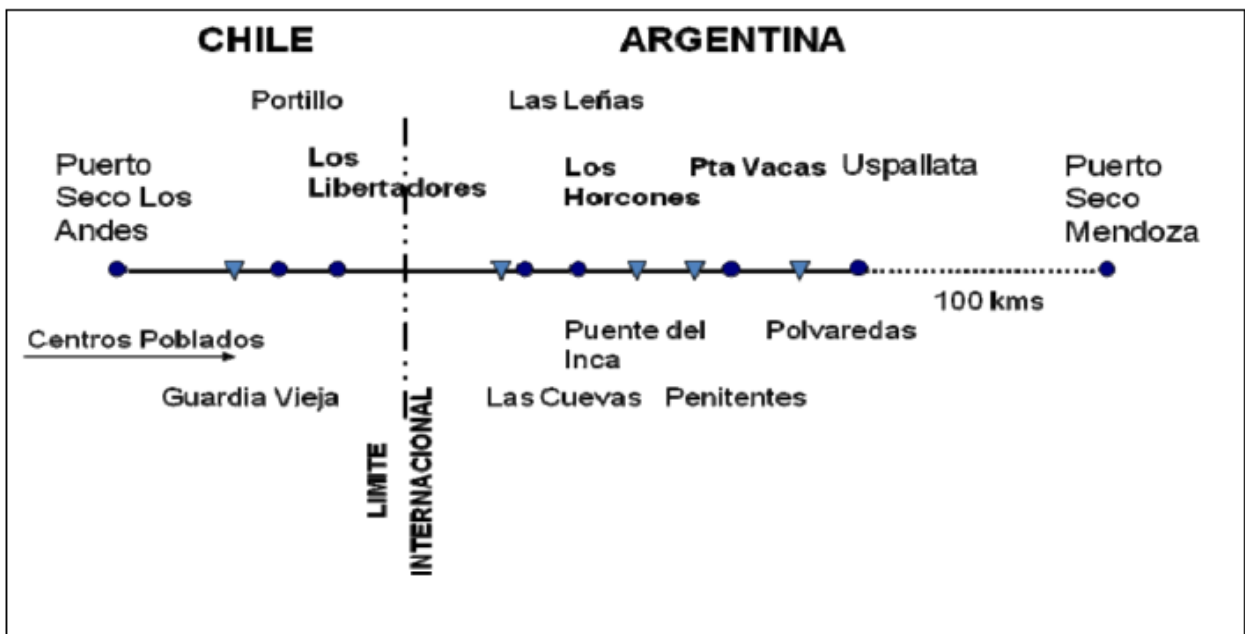 CHILE
ARGENTINA
Portillo
Las Leñas
Puerto
Seco Los
Andes
Los
Libertadores
Los
Horcones
Pta Vacas
Uspallata
Puerto
Seco
Mendoza
100 kms
Centros Poblados
Puente del
Inca
Polvaredas
Guardia Vieja
Las Cuevas
Penitentes
LIMITE
INTERNACIONAL